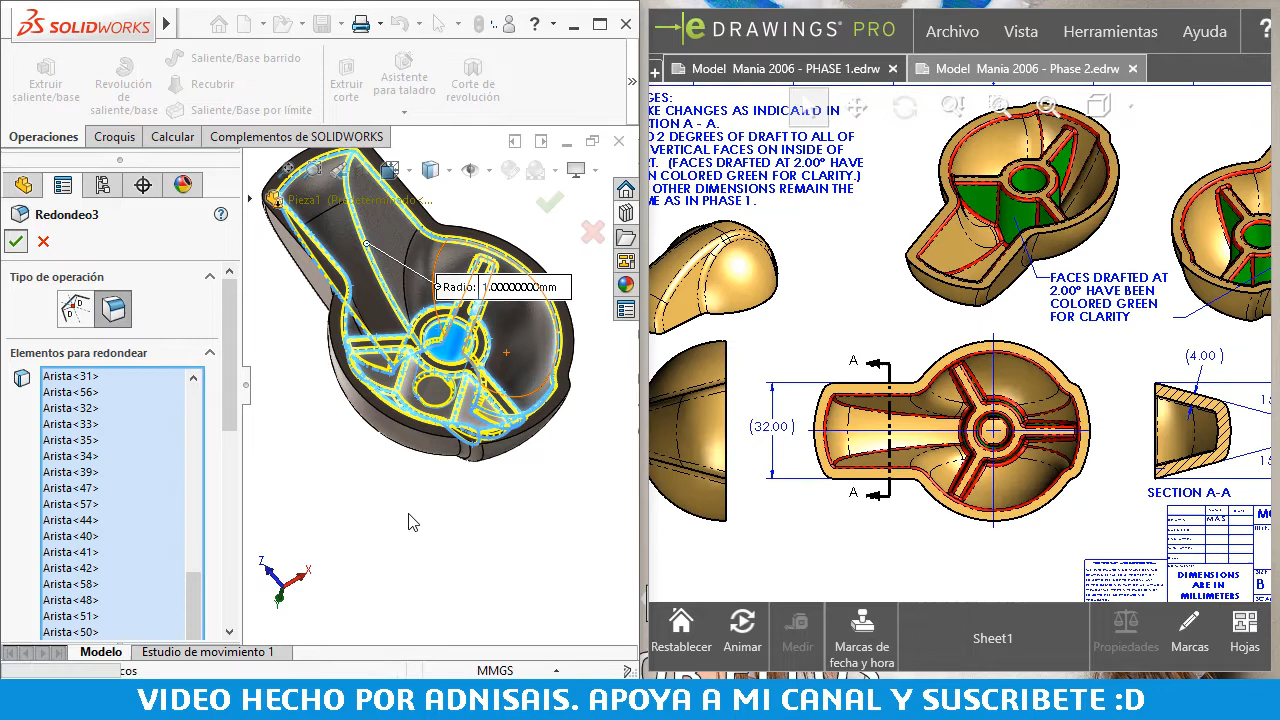 SOLIDWORKS
?
Extruir saliente/base
Revolución de saliente/base
Saliente/Base barrido
Recubrir
Saliente/Base por límite
Extruir corte
Asistente para taladro
Corte de revolución
Operaciones
Croquis
Calcular
Complementos de SOLIDWORKS
Redondeo3
Pieza1 (Predeterminado<...
Tipo de operación
Elementos para redondear
Arista<31>
Arista<56>
Arista<32>
Arista<33>
Arista<35>
Arista<34>
Arista<39>
Arista<47>
Arista<57>
Arista<44>
Arista<40>
Arista<41>
Arista<42>
Arista<58>
Arista<48>
Arista<51>
Arista<50>
Radio: 1.00000000mm
Z
X
Y
Modelo
Estudio de movimiento 1
cos
MMGS
eDRAWINGS® PRO
Archivo
Vista
Herramientas
Ayuda
?
Model Mania 2006 - PHASE 1.edrw
Model Mania 2006 - Phase 2.edrw
GES:
KE CHANGES AS INDICATED IN
TION A - A.
D 2 DEGREES OF DRAFT TO ALL OF
VERTICAL FACES ON INSIDE OF
RT. (FACES DRAFTED AT 2.00° HAVE
N COLORED GREEN FOR CLARITY.)
OTHER DIMENSIONS REMAIN THE
ME AS IN PHASE 1.
FACES DRAFTED AT
2.00° HAVE BEEN
COLORED GREEN
FOR CLARITY
A
(4.00 )
(32.00 )
A
SECTION A-A
M.A.S.
DIMENSIONS
ARE IN
MILLIMETERS
B
Restablecer
Animar
Medir
Marcas de fecha y hora
Sheet1
Propiedades
Marcas
Hojas
VIDEO HECHO POR ADNISAIS. APOYA A MI CANAL Y SUSCRIBETE :D